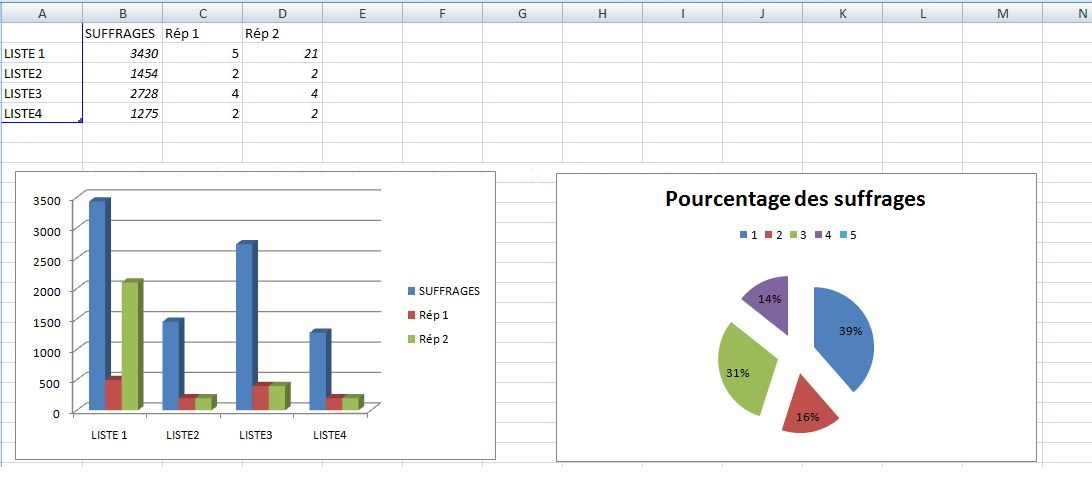 A B C D E F G H I J K L M N
SUFFRAGES Rép 1 Rép 2
LISTE 1 3430 5 21
LISTE2 1454 2 2
LISTE3 2728 4 4
LISTE4 1275 2 2
3500
3000
2500
2000
1500
1000
500
0
LISTE 1 LISTE2 LISTE3 LISTE4
SUFFRAGES
Rép 1
Rép 2
Pourcentage des suffrages
1 2 3 4 5
14%
39%
31%
16%